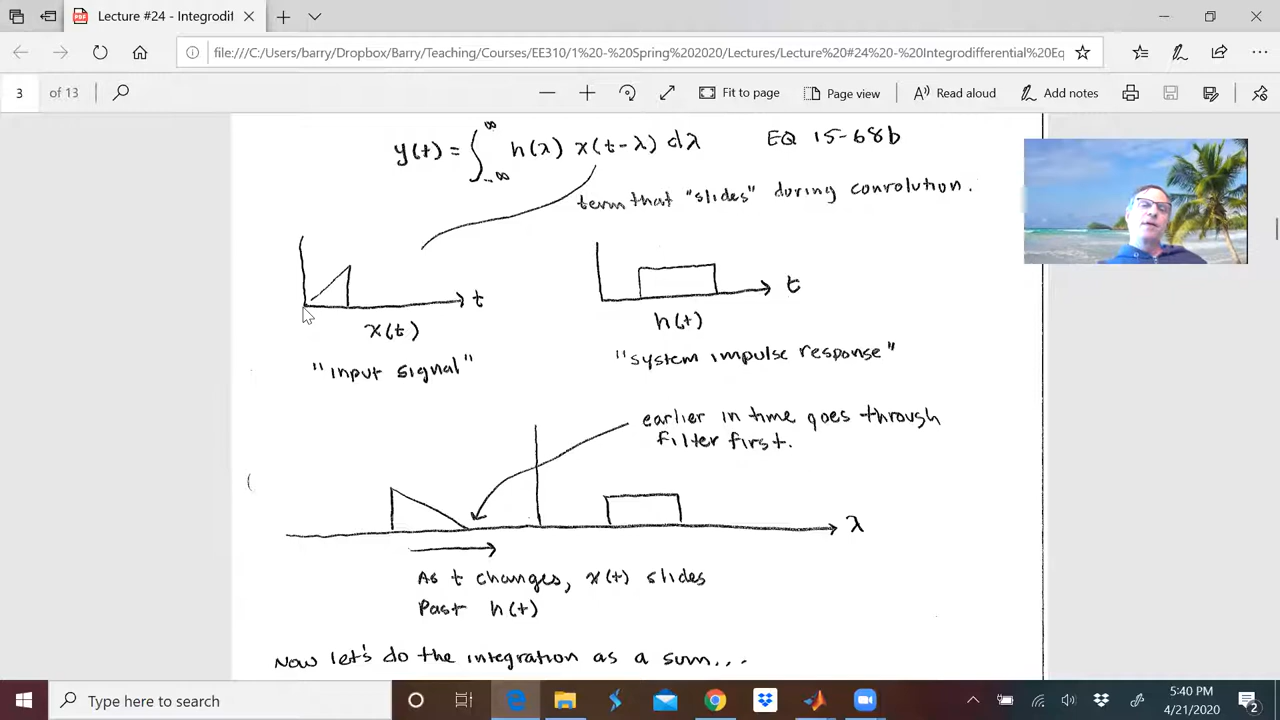 Lecture #24 - Integrodif
file:///C:/Users/barry/Dropbox/Barry/Teaching/Courses/EE310/1%20-%20Spring%202020/Lectures/Lecture%20#24%20-%20Integrodifferential%20Eq
3 of 13
Fit to page
Page view
Read aloud
Add notes
y(t) = ∫_-∞^∞ h(λ) x(t-λ) dλ EQ 15-68b
term that "slides" during convolution.
t
t
x(t)
h(t)
"input signal"
"system impulse response"
earlier in time goes through
filter first.
λ
As t changes, x(t) slides
Past h(t)
Now let's do the integration as a sum...
Type here to search
5:40 PM
4/21/2020
2